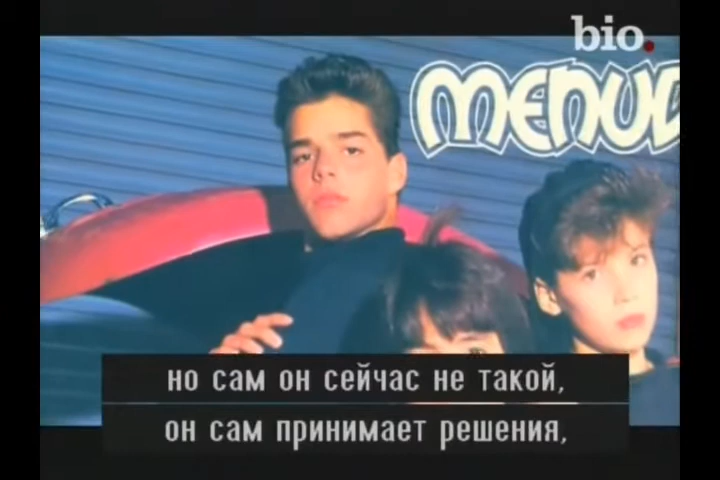 bio.
MENUD
но сам он сейчас не такой,
он сам принимает решения,